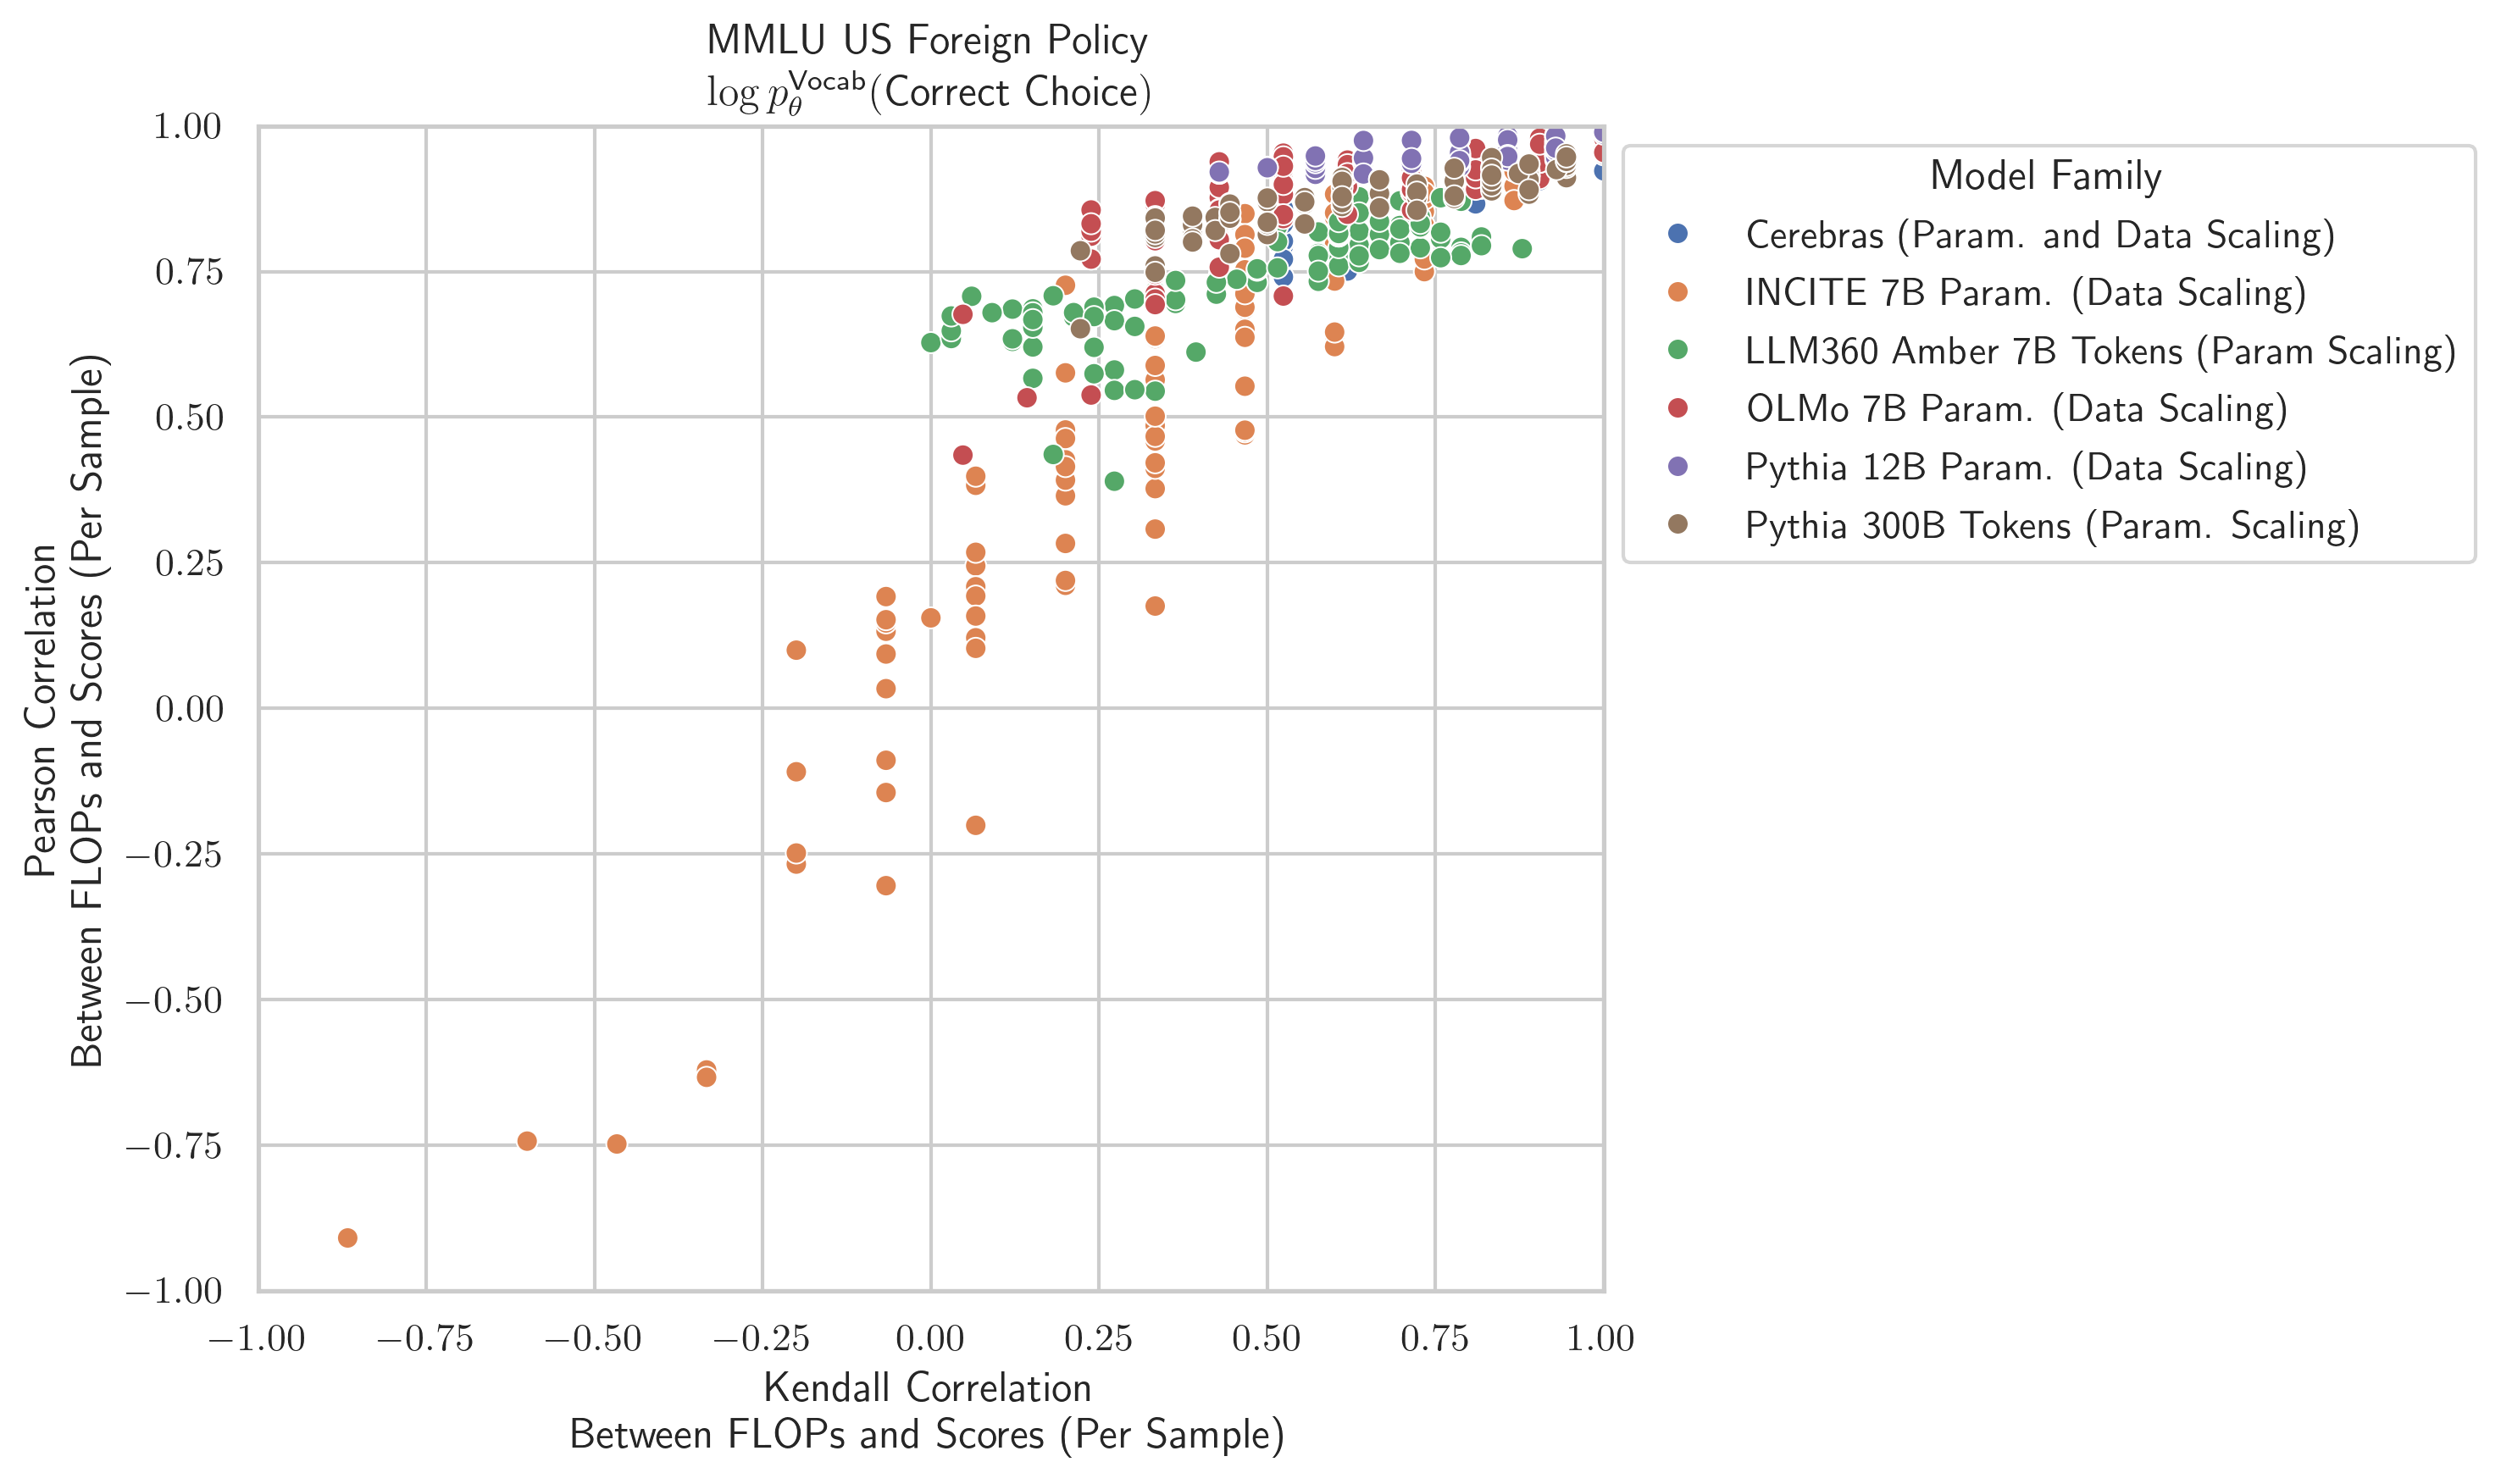 MMLU US Foreign Policy
log p_θ^Vocab(Correct Choice)
1.00
0.75
0.50
0.25
0.00
−0.25
−0.50
−0.75
−1.00
Pearson Correlation
Between FLOPs and Scores (Per Sample)
−1.00 −0.75 −0.50 −0.25 0.00 0.25 0.50 0.75 1.00
Kendall Correlation
Between FLOPs and Scores (Per Sample)
Model Family
Cerebras (Param. and Data Scaling)
INCITE 7B Param. (Data Scaling)
LLM360 Amber 7B Tokens (Param Scaling)
OLMo 7B Param. (Data Scaling)
Pythia 12B Param. (Data Scaling)
Pythia 300B Tokens (Param. Scaling)